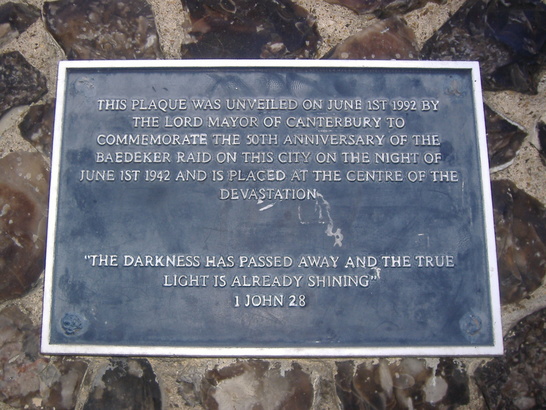 THIS PLAQUE WAS UNVEILED ON JUNE 1ST 1992 BY
THE LORD MAYOR OF CANTERBURY TO
COMMEMORATE THE 50TH ANNIVERSARY OF THE
BAEDEKER RAID ON THIS CITY ON THE NIGHT OF
JUNE 1ST 1942 AND IS PLACED AT THE CENTRE OF THE
DEVASTATION
"THE DARKNESS HAS PASSED AWAY AND THE TRUE
LIGHT IS ALREADY SHINING"
1 JOHN 2.8